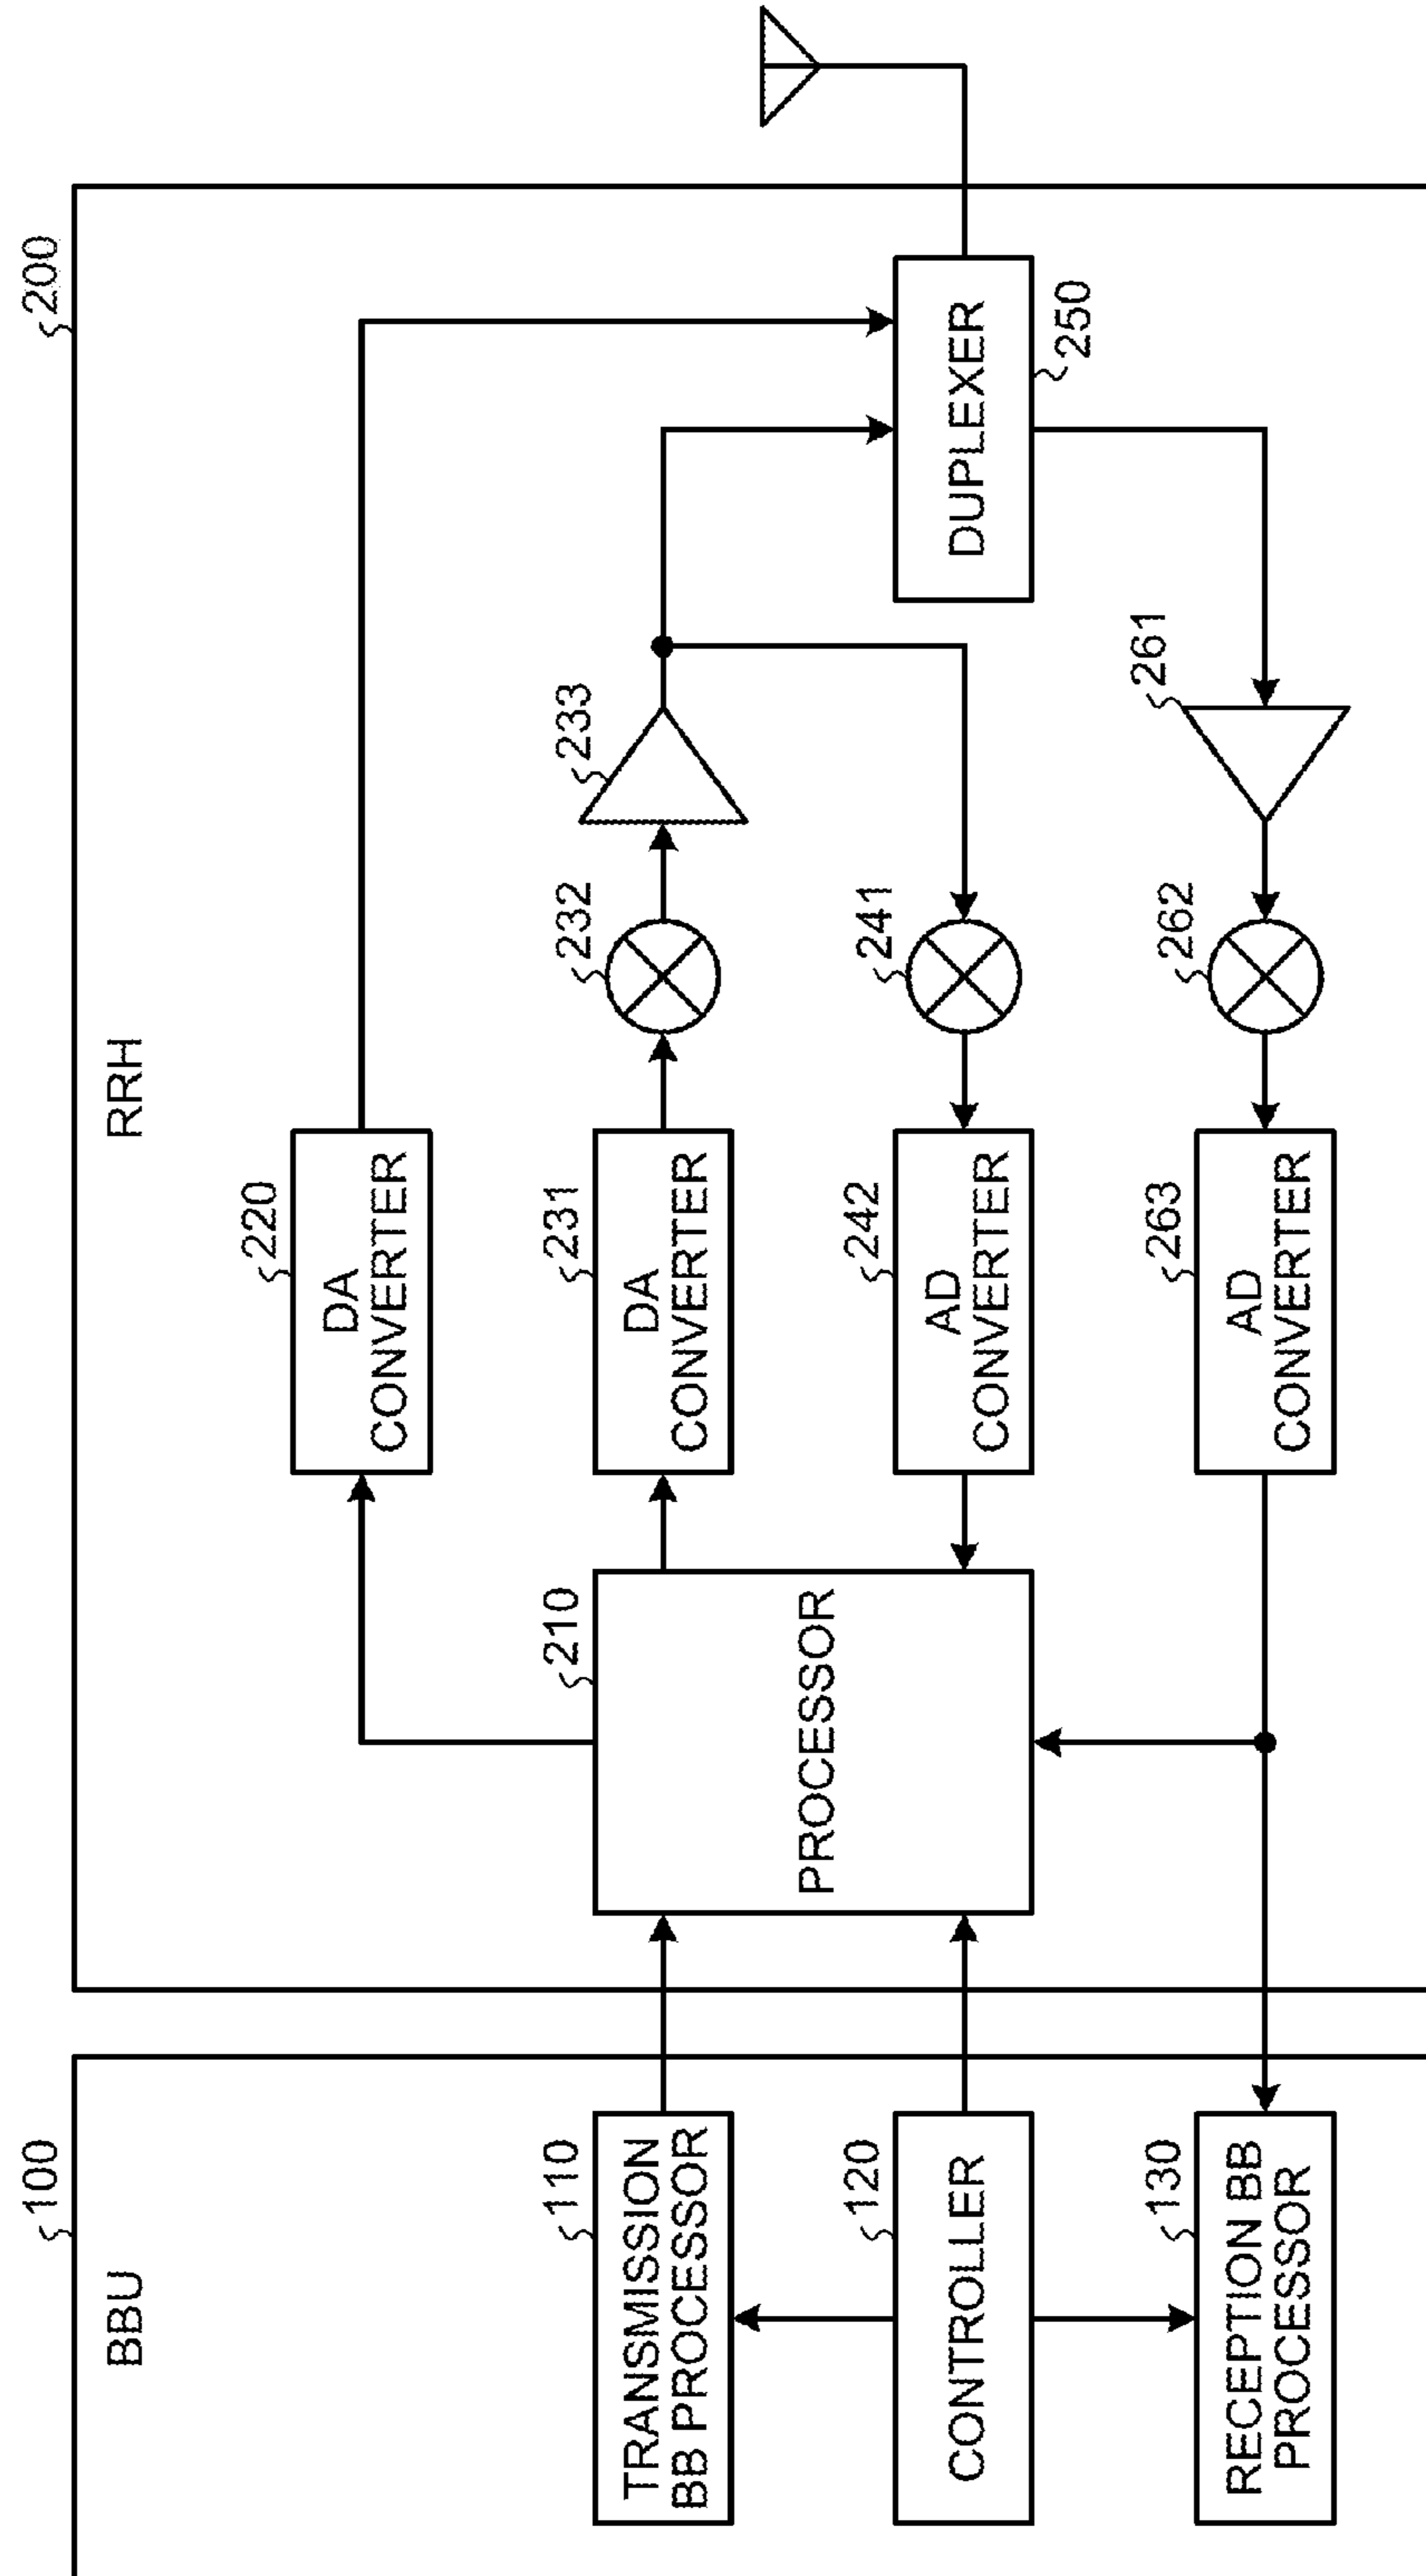 100
BBU
110
TRANSMISSION
BB PROCESSOR
120
CONTROLLER
130
RECEPTION BB
PROCESSOR
200
RRH
210
PROCESSOR
220
DA
CONVERTER
231
DA
CONVERTER
232
233
241
242
AD
CONVERTER
250
DUPLEXER
261
262
263
AD
CONVERTER